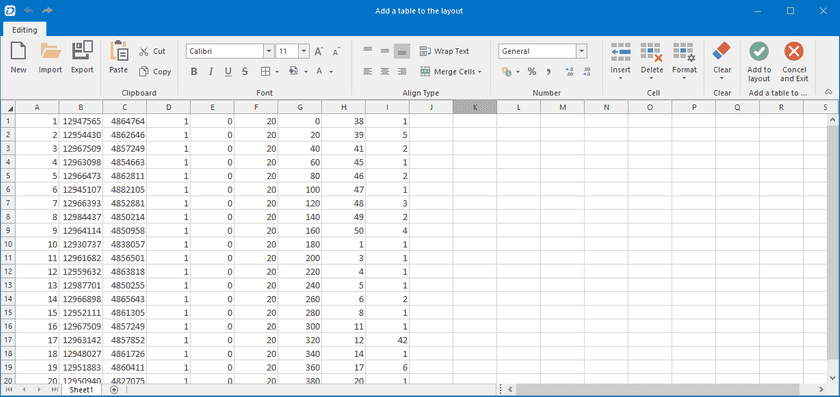 Add a table to the layout
Editing
New Import Export Paste Cut Copy Clipboard
Calibri 11 A A B I U S A Font
Wrap Text Merge Cells Align Type
General % , Number
Insert Delete Format Cell
Clear Clear
Add to layout Cancel and Exit Add a table to ...
A B C D E F G H I J K L M N O P Q R S
1 1 12947565 4864764 1 0 20 0 38 1
2 2 12954430 4862646 1 0 20 20 39 5
3 3 12967509 4857249 1 0 20 40 41 2
4 4 12963098 4854663 1 0 20 60 45 1
5 5 12966473 4862811 1 0 20 80 46 2
6 6 12945107 4882105 1 0 20 100 47 1
7 7 12966393 4852881 1 0 20 120 48 3
8 8 12984437 4850214 1 0 20 140 49 2
9 9 12964114 4850958 1 0 20 160 50 4
10 10 12930737 4838057 1 0 20 180 1 1
11 11 12961682 4856501 1 0 20 200 3 1
12 12 12959632 4863818 1 0 20 220 4 1
13 13 12987701 4850255 1 0 20 240 5 1
14 14 12966898 4865643 1 0 20 260 6 2
15 15 12952111 4861305 1 0 20 280 8 1
16 16 12967509 4857249 1 0 20 300 11 1
17 17 12963142 4857852 1 0 20 320 12 42
18 18 12948027 4861726 1 0 20 340 14 1
19 19 12951883 4860411 1 0 20 360 17 6
20 20 12950940 4827075 1 0 20 380 20 1
Sheet1